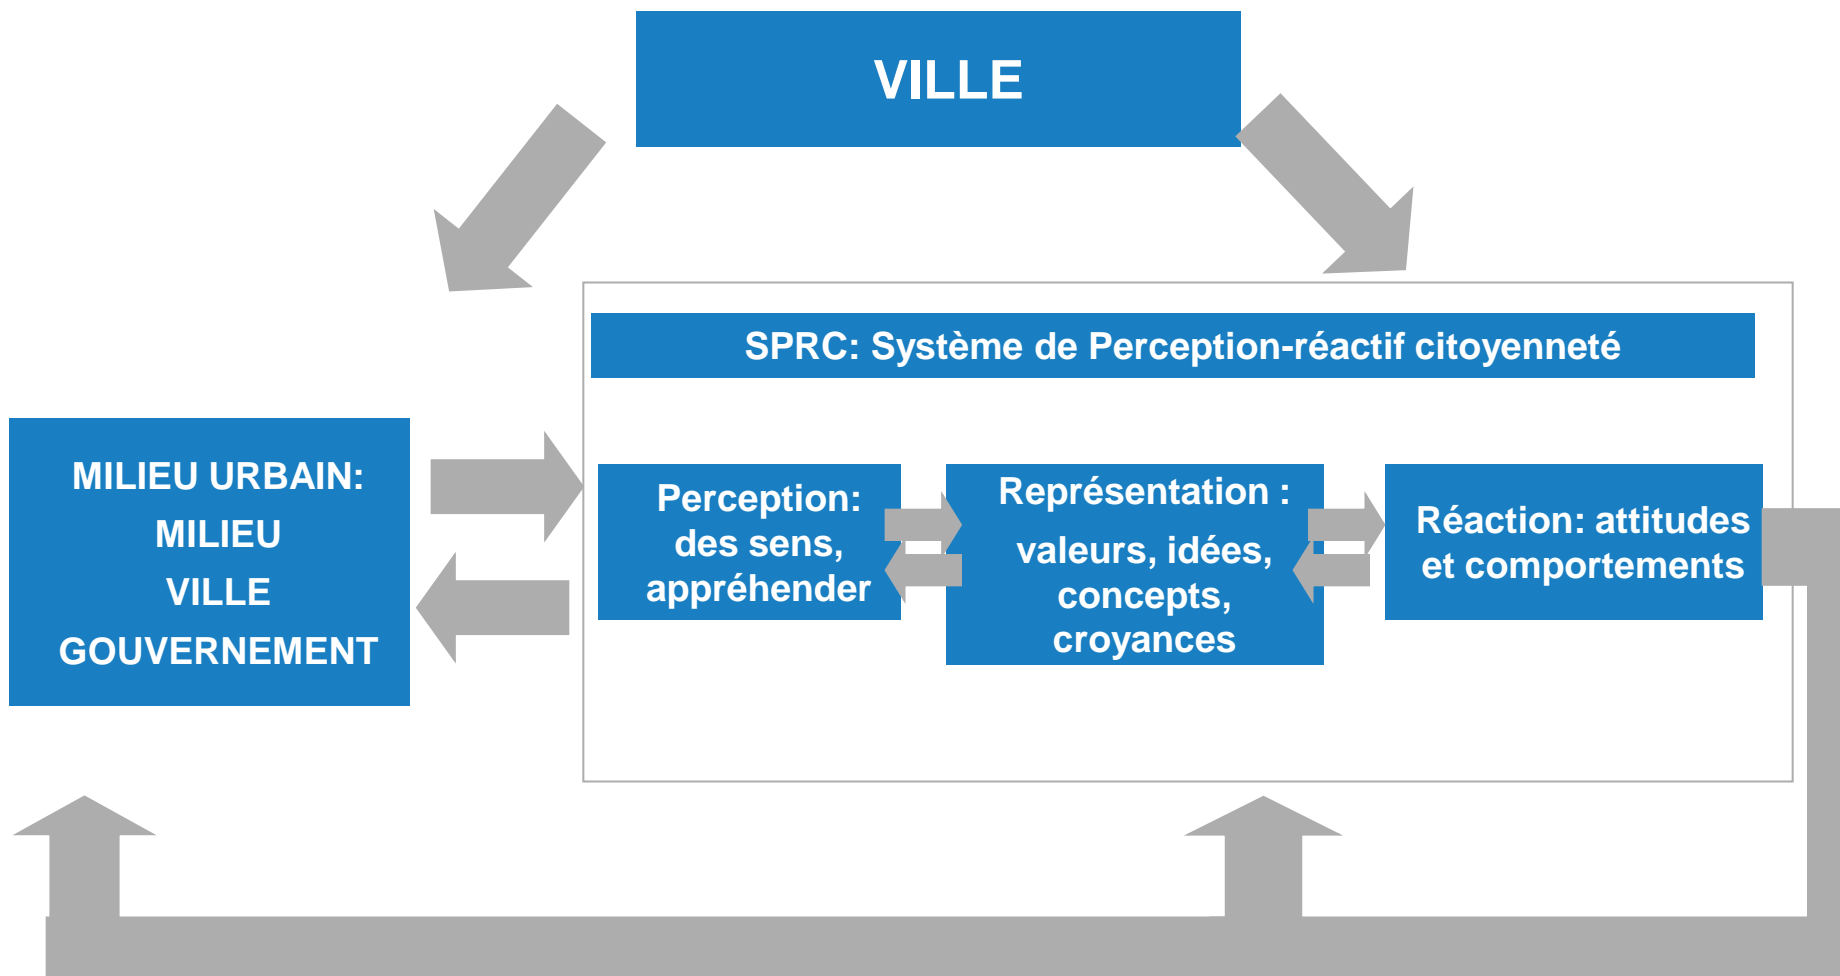 VILLE
SPRC: Système de Perception-réactif citoyenneté
MILIEU URBAIN:
MILIEU
VILLE
GOUVERNEMENT
Perception:
des sens,
appréhender
Représentation :
valeurs, idées,
concepts,
croyances
Réaction: attitudes
et comportements